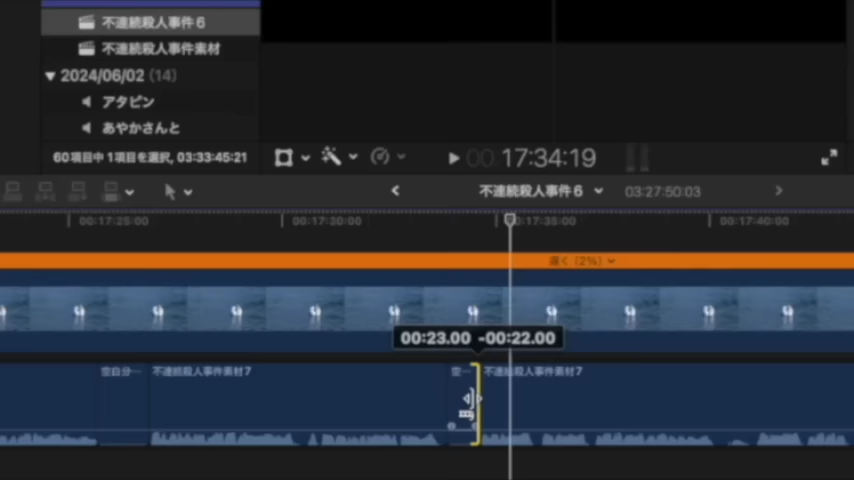 不連続殺人事件6
不連続殺人事件素材
2024/06/02 (14)
アタピン
あやかさんと
60項目中1項目を選択, 03:33:45:21
00:17:34:19
不連続殺人事件6
03:27:50:03
00:17:25:00
00:17:30:00
00:17:35:00
00:17:40:00
遅く (2%)
00:23.00 -00:22.00
空白分…
不連続殺人事件素材7
空…
不連続殺人事件素材7